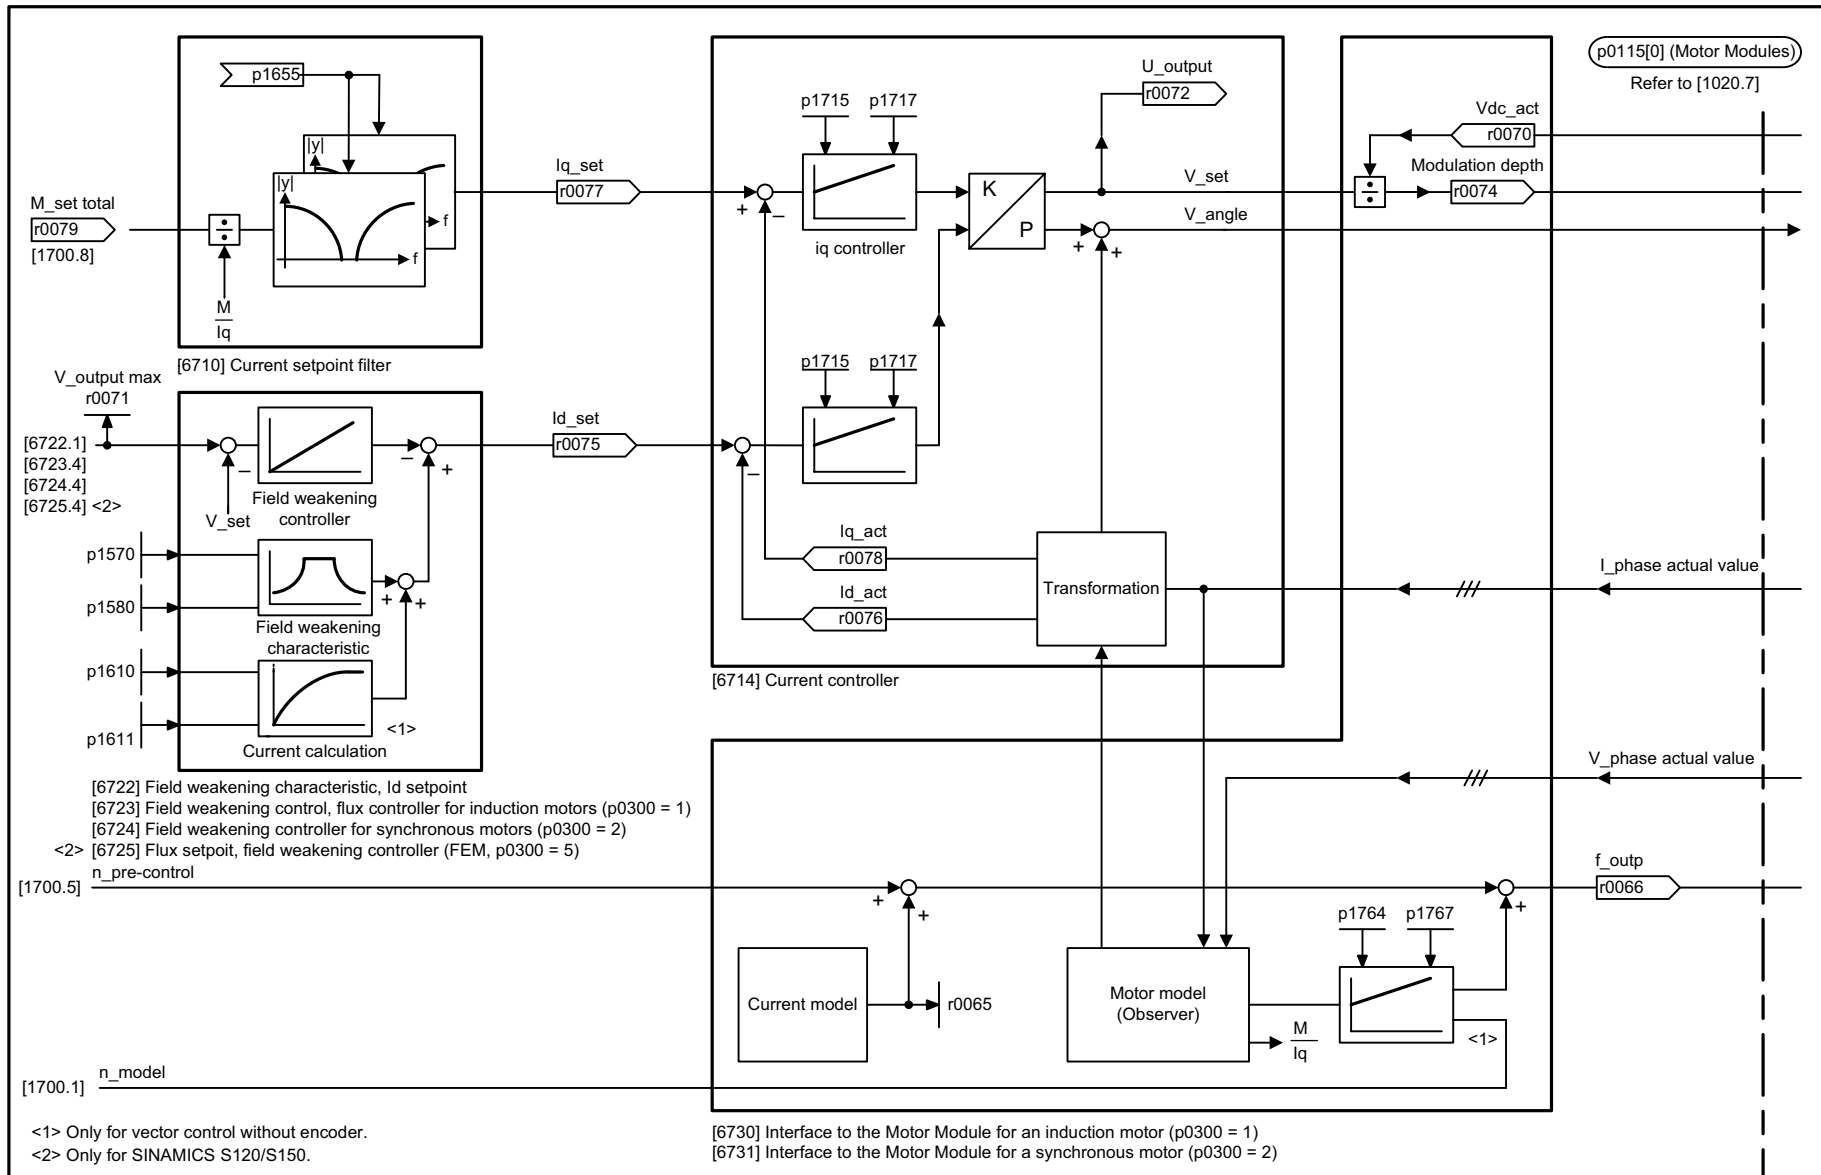 p0115[0] (Motor Modules)
Refer to [1020.7]
p1655
|y|
f
|y|
f
M_set total
r0079
[1700.8]
÷
M
Iq
[6710] Current setpoint filter
Iq_set
r0077
+
–
p1715
p1717
iq controller
K
P
U_output
r0072
V_set
V_angle
+
+
Vdc_act
r0070
÷
Modulation depth
r0074
V_output max
r0071
[6722.1]
[6723.4]
[6724.4]
[6725.4] <2>
–
V_set
Field weakening
controller
–
+
p1570
p1580
Field weakening
characteristic
+
+
p1610
p1611
<1>
Current calculation
Id_set
r0075
–
p1715
p1717
Iq_act
r0078
Id_act
r0076
Transformation
[6714] Current controller
I_phase actual value
V_phase actual value
[6722] Field weakening characteristic, Id setpoint
[6723] Field weakening control, flux controller for induction motors (p0300 = 1)
[6724] Field weakening controller for synchronous motors (p0300 = 2)
<2> [6725] Flux setpoit, field weakening controller (FEM, p0300 = 5)
n_pre-control
[1700.5]
+
+
+
f_outp
r0066
Current model
r0065
Motor model
(Observer)
M
Iq
p1764
p1767
<1>
n_model
[1700.1]
<1> Only for vector control without encoder.
<2> Only for SINAMICS S120/S150.
[6730] Interface to the Motor Module for an induction motor (p0300 = 1)
[6731] Interface to the Motor Module for a synchronous motor (p0300 = 2)